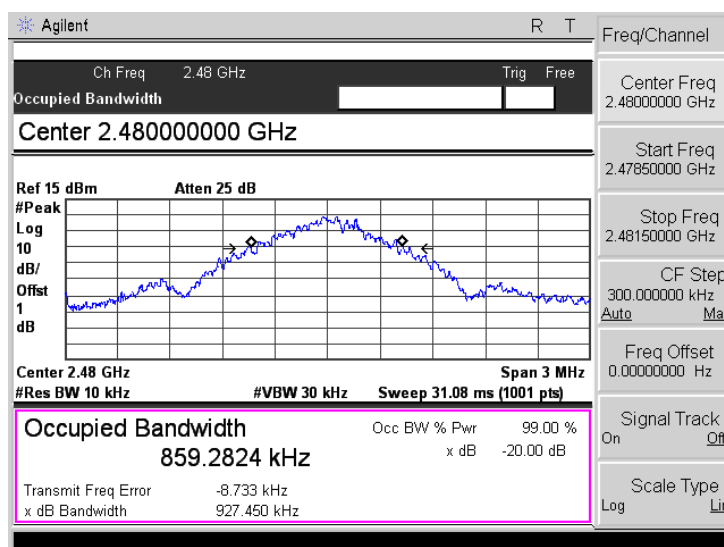 Agilent R T
Ch Freq 2.48 GHz Trig Free
Occupied Bandwidth
Center 2.480000000 GHz
Ref 15 dBm Atten 25 dB
#Peak
Log
10
dB/
Offst
1
dB
Center 2.48 GHz Span 3 MHz
#Res BW 10 kHz #VBW 30 kHz Sweep 31.08 ms (1001 pts)
Occupied Bandwidth Occ BW % Pwr 99.00 %
859.2824 kHz x dB -20.00 dB
Transmit Freq Error -8.733 kHz
x dB Bandwidth 927.450 kHz
Freq/Channel
Center Freq
2.48000000 GHz
Start Freq
2.47850000 GHz
Stop Freq
2.48150000 GHz
CF Step
300.000000 kHz
Auto Ma
Freq Offset
0.00000000 Hz
Signal Track
On Off
Scale Type
Log Li